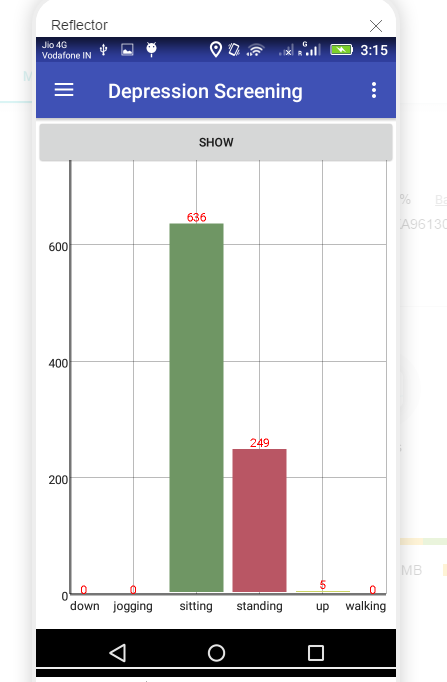 Reflector
Jio 4G
Vodafone IN
G
R
3:15
Depression Screening
SHOW
636
600
400
249
200
0
0
0
5
0
down jogging sitting standing up walking
%
A96130
MB